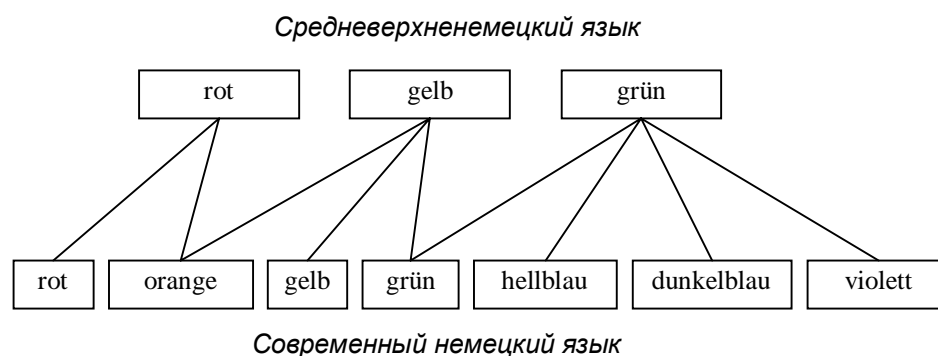 Средневерхненемецкий язык
rot gelb grün
rot orange gelb grün hellblau dunkelblau violett
Современный немецкий язык